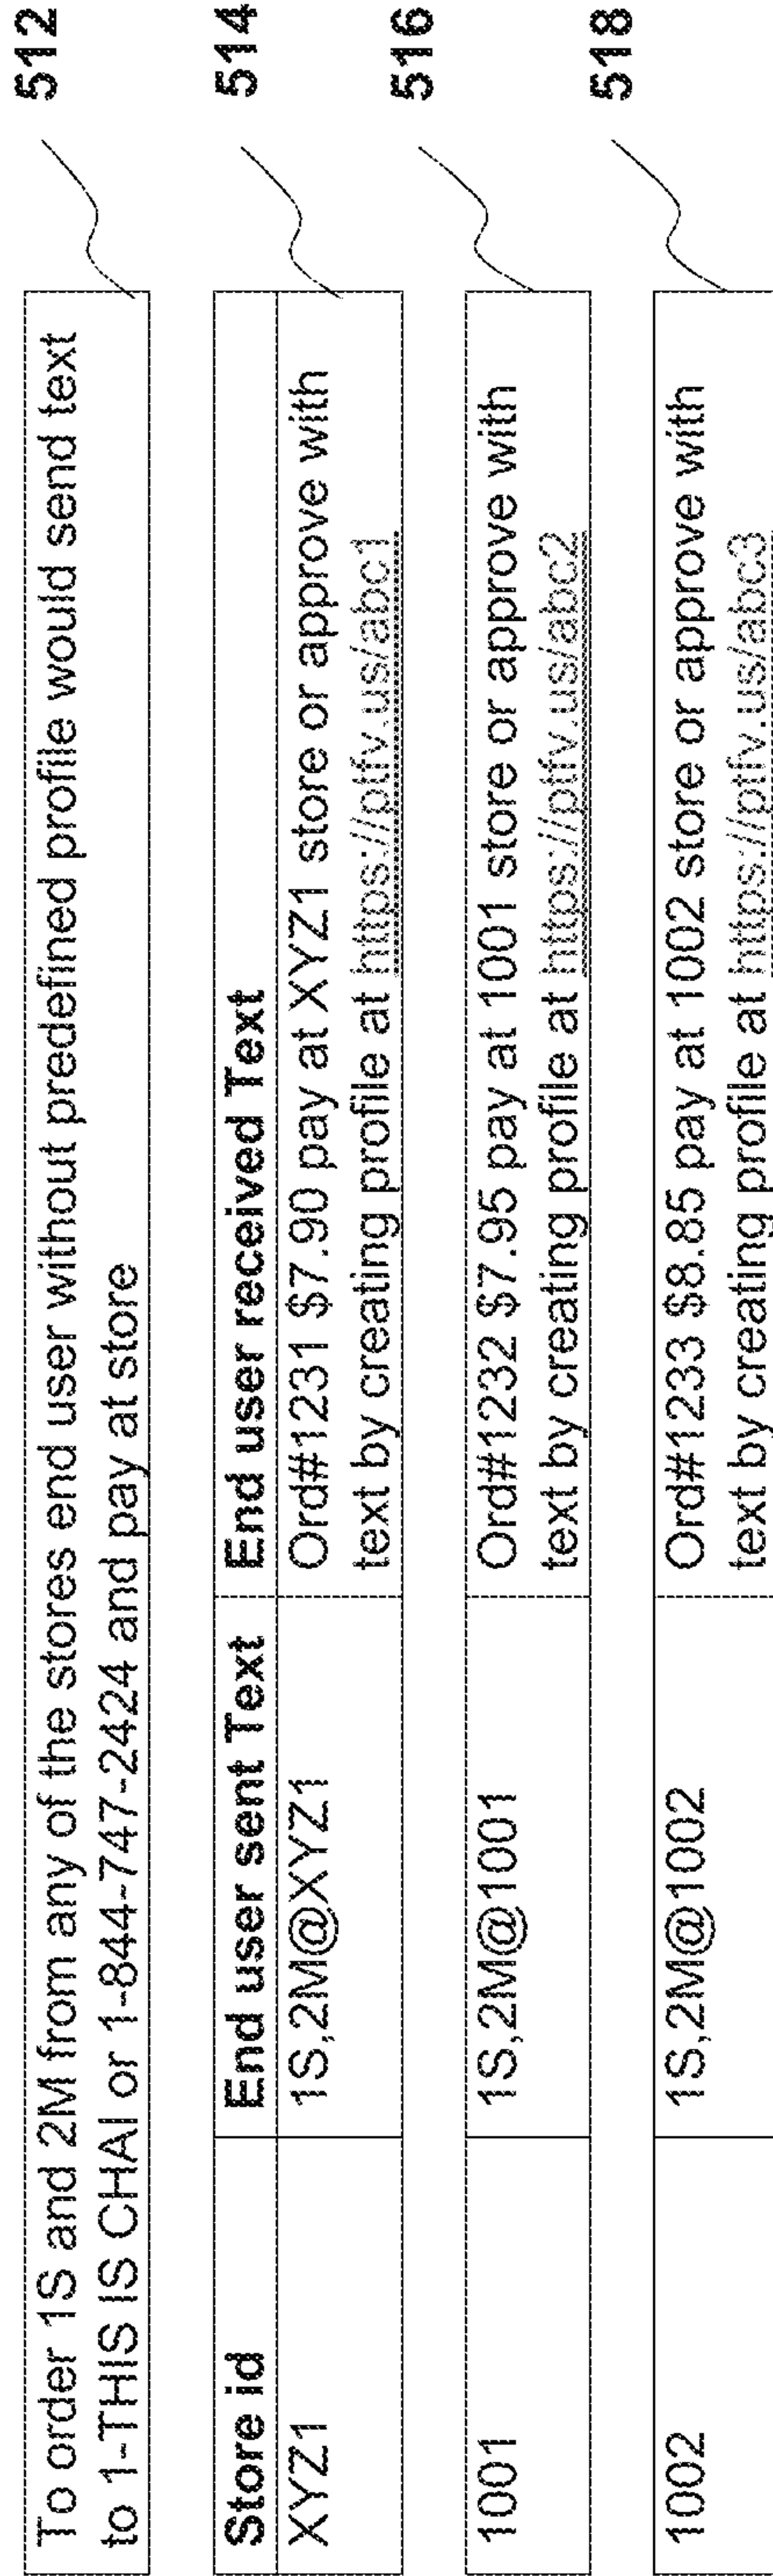 To order 1S and 2M from any of the stores end user without predefined profile would send text
to 1-THIS IS CHAI or 1-844-747-2424 and pay at store
512
Store id
End user sent Text
End user received Text
XYZ1
1S,2M@XYZ1
Ord#1231 $7.90 pay at XYZ1 store or approve with
text by creating profile at https://ptfy.us/abc1
514
1001
1S,2M@1001
Ord#1232 $7.95 pay at 1001 store or approve with
text by creating profile at https://ptfy.us/abc2
516
1002
1S,2M@1002
Ord#1233 $8.85 pay at 1002 store or approve with
text by creating profile at https://ptfy.us/abc3
518